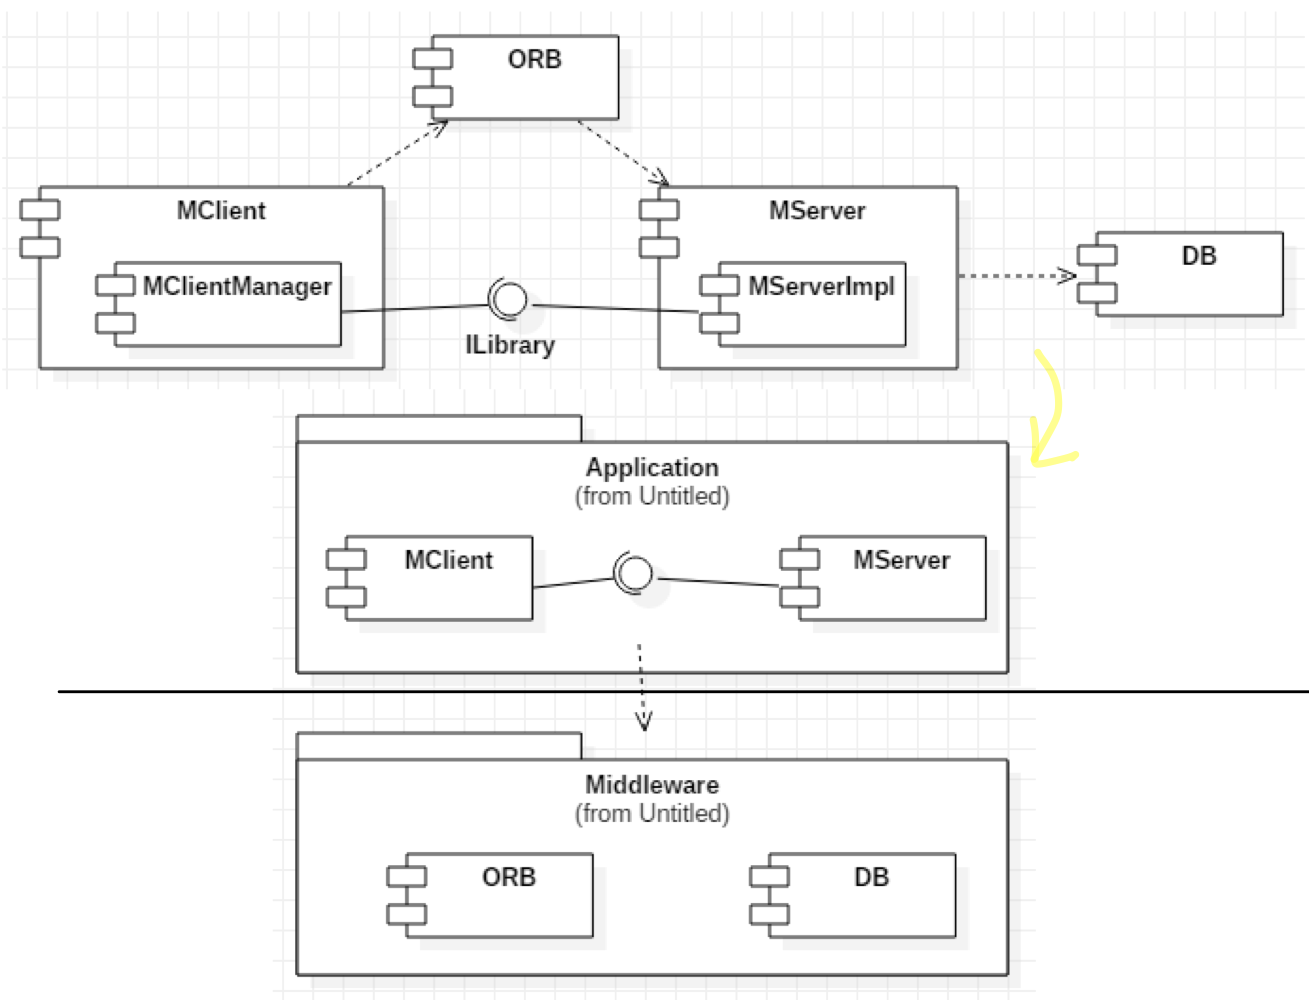 ORB
MClient
MServer
DB
MClientManager
MServerImpl
ILibrary
Application
(from Untitled)
MClient
MServer
Middleware
(from Untitled)
ORB
DB